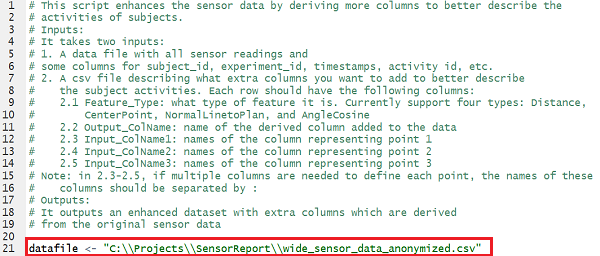 1 # This script enhances the sensor data by deriving more columns to better describe the
2 # activities of subjects.
3 # Inputs:
4 # It takes two inputs:
5 # 1. A data file with all sensor readings and
6 # some columns for subject_id, experiment_id, timestamps, activity id, etc.
7 # 2. A csv file describing what extra columns you want to add to better describe
8 # the subject activities. Each row should have the following columns:
9 # 2.1 Feature_Type: what type of feature it is. Currently support four types: Distance,
10 # CenterPoint, NormalLinetoPlan, and AngleCosine
11 # 2.2 Output_ColName: name of the derived column added to the data
12 # 2.3 Input_ColName1: names of the column representing point 1
13 # 2.4 Input_ColName2: names of the column representing point 2
14 # 2.5 Input_ColName3: names of the column representing point 3
15 # Note: in 2.3-2.5, if multiple columns are needed to define each point, the names of these
16 # columns should be separated by :
17 # Outputs:
18 # It outputs an enhanced dataset with extra columns which are derived
19 # from the original sensor data
20
21 datafile <- "C:\\Projects\\SensorReport\\wide_sensor_data_anonymized.csv"